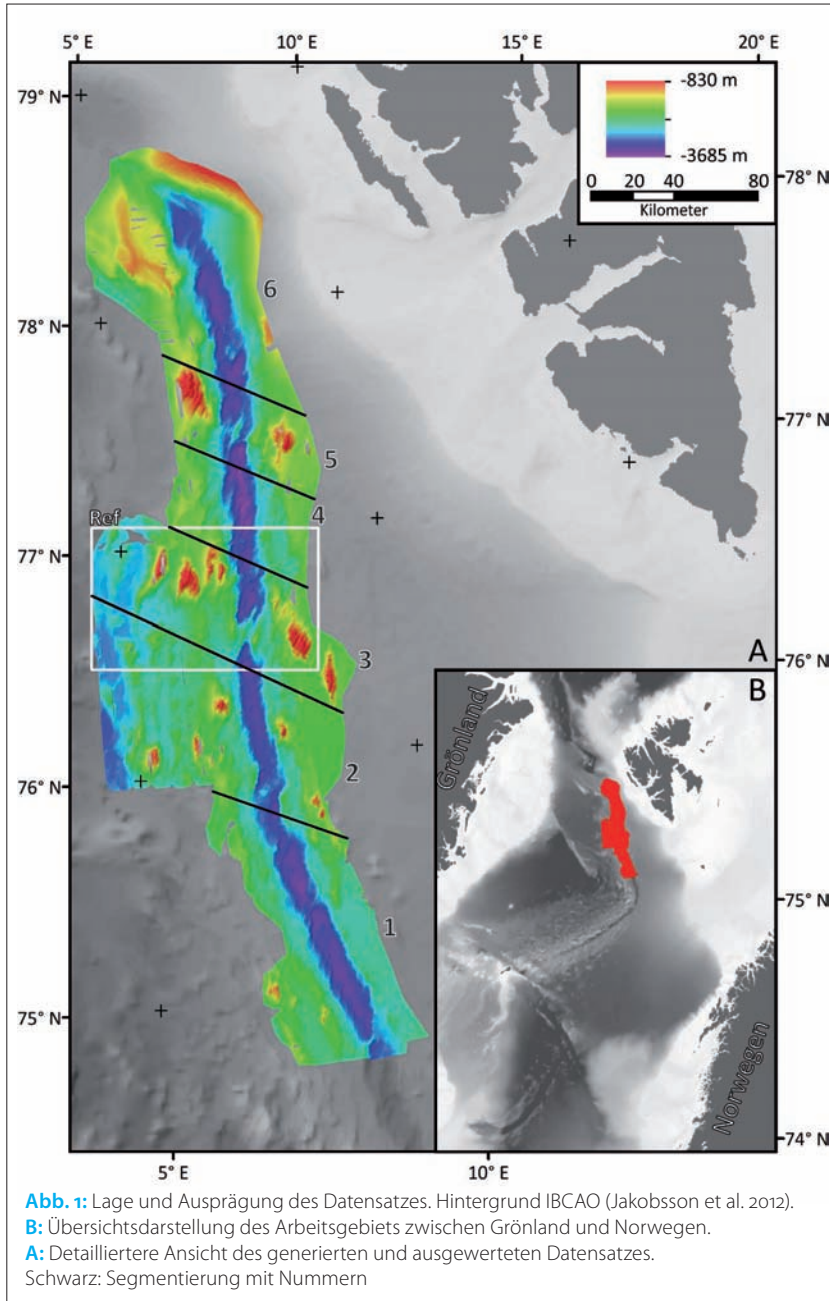 5° E
10° E
15° E
20° E
79° N
-830 m
-3685 m
0
20
40
80
Kilometer
78° N
6
78° N
77° N
5
4
Ref
77° N
A
76° N
3
B
Grönland
2
76° N
75° N
1
75° N
Norwegen
74° N
5° E
10° E
Abb. 1: Lage und Ausprägung des Datensatzes. Hintergrund IBCAO (Jakobsson et al. 2012).
B: Übersichtsdarstellung des Arbeitsgebiets zwischen Grönland und Norwegen.
A: Detailliertere Ansicht des generierten und ausgewerteten Datensatzes.
Schwarz: Segmentierung mit Nummern